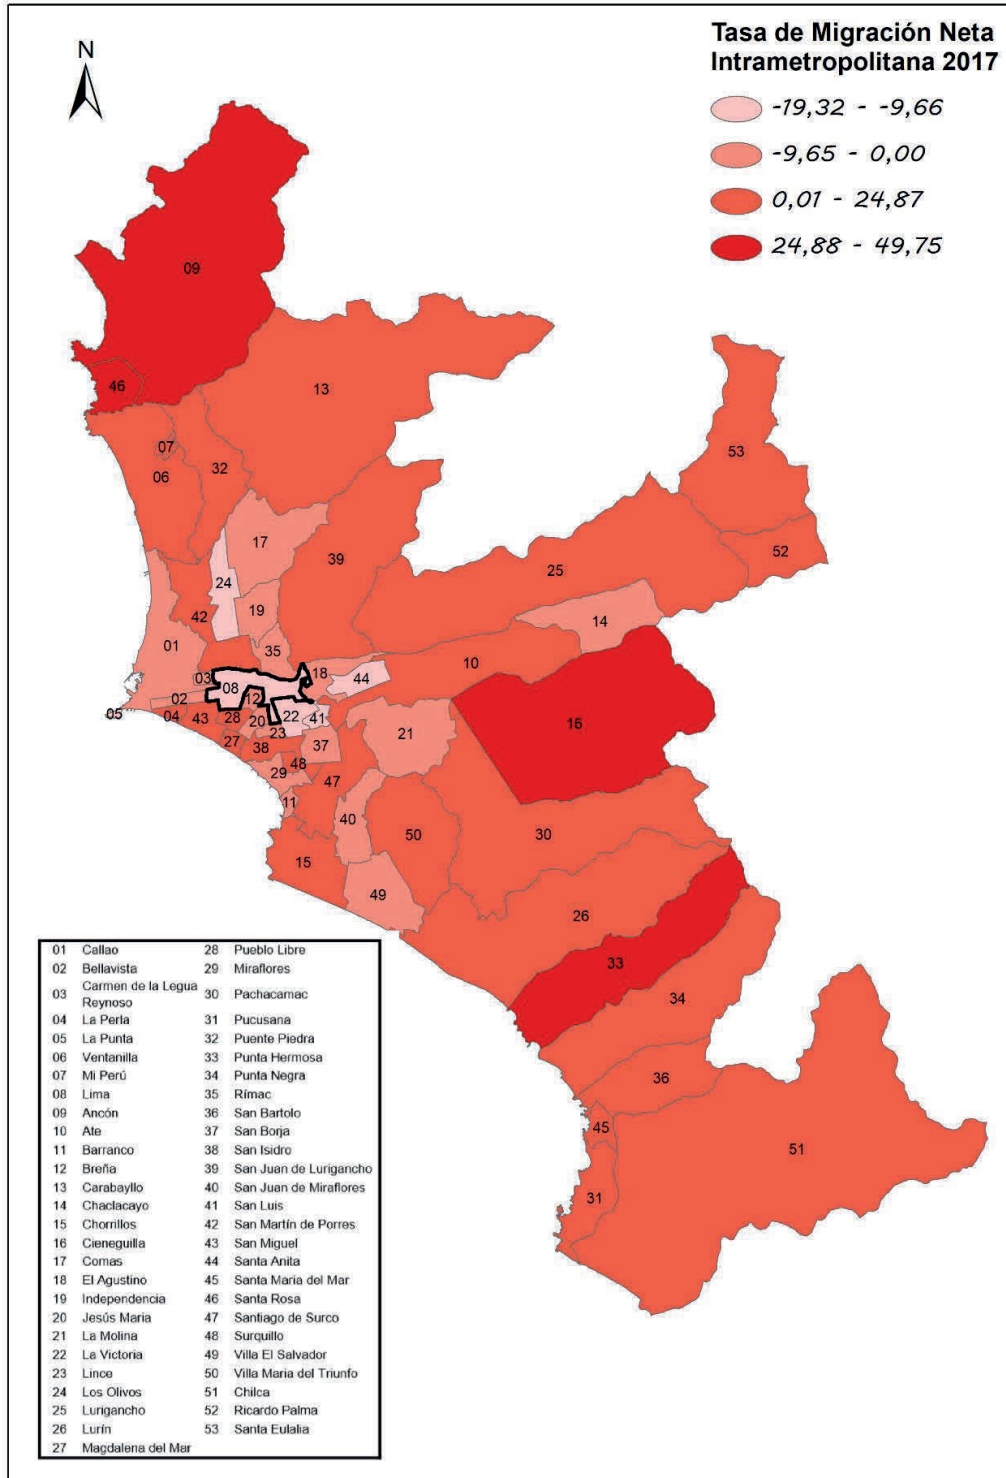 Tasa de Migración Neta
Intrametropolitana 2017
-19,32 - -9,66
-9,65 - 0,00
0,01 - 24,87
24,88 - 49,75
N
09
46
13
07
06
32
53
52
17
39
25
24
19
14
42
35
01
10
18
44
03
08
16
02
12
05
04
43
28
20
22
41
23
21
27
38
37
48
29
47
11
40
50
30
15
49
26
33
34
36
45
51
31
01 Callao 28 Pueblo Libre
02 Bellavista 29 Miraflores
03 Carmen de la Legua Reynoso 30 Pachacamac
04 La Perla 31 Pucusana
05 La Punta 32 Puente Piedra
06 Ventanilla 33 Punta Hermosa
07 Mi Perú 34 Punta Negra
08 Lima 35 Rímac
09 Ancón 36 San Bartolo
10 Ate 37 San Borja
11 Barranco 38 San Isidro
12 Breña 39 San Juan de Lurigancho
13 Carabayllo 40 San Juan de Miraflores
14 Chaclacayo 41 San Luis
15 Chorrillos 42 San Martín de Porres
16 Cieneguilla 43 San Miguel
17 Comas 44 Santa Anita
18 El Agustino 45 Santa Maria del Mar
19 Independencia 46 Santa Rosa
20 Jesús Maria 47 Santiago de Surco
21 La Molina 48 Surquillo
22 La Victoria 49 Villa El Salvador
23 Lince 50 Villa Maria del Triunfo
24 Los Olivos 51 Chilca
25 Lurigancho 52 Ricardo Palma
26 Lurín 53 Santa Eulalia
27 Magdalena del Mar